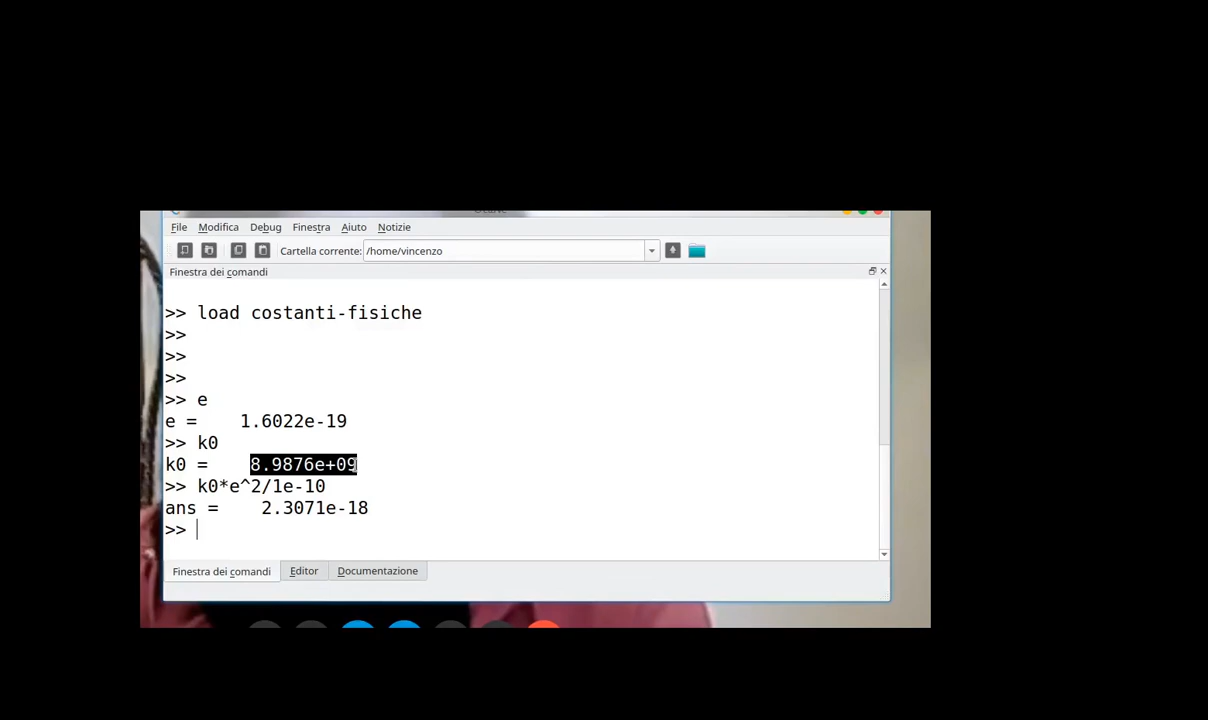 File Modifica Debug Finestra Aiuto Notizie
Cartella corrente: /home/vincenzo
Finestra dei comandi
>> load costanti-fisiche
>>
>>
>>
>> e
e =    1.6022e-19
>> k0
k0 =    8.9876e+09
>> k0*e^2/1e-10
ans =    2.3071e-18
>>
Finestra dei comandi Editor Documentazione